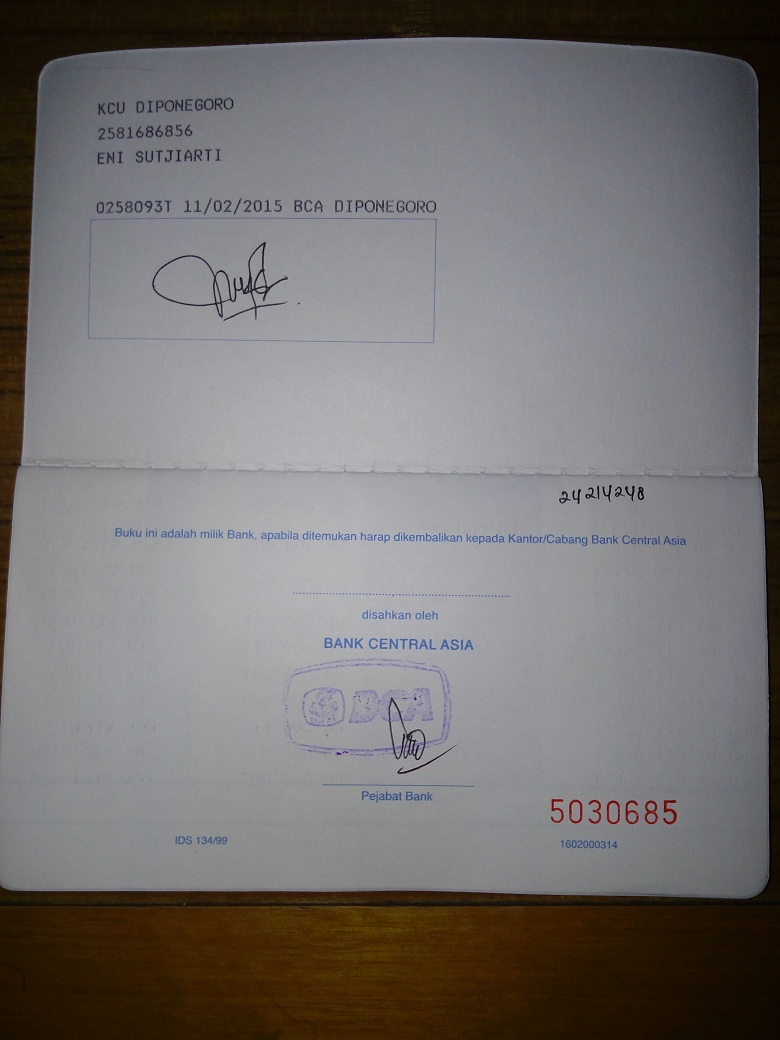 KCU DIPONEGORO
2581686856
ENI SUTJIARTI
0258093T 11/02/2015 BCA DIPONEGORO
24214248
Buku ini adalah milik Bank, apabila ditemukan harap dikembalikan kepada Kantor/Cabang Bank Central Asia
disahkan oleh
BANK CENTRAL ASIA
BCA
Pejabat Bank
5030685
IDS 134/99
1602000314